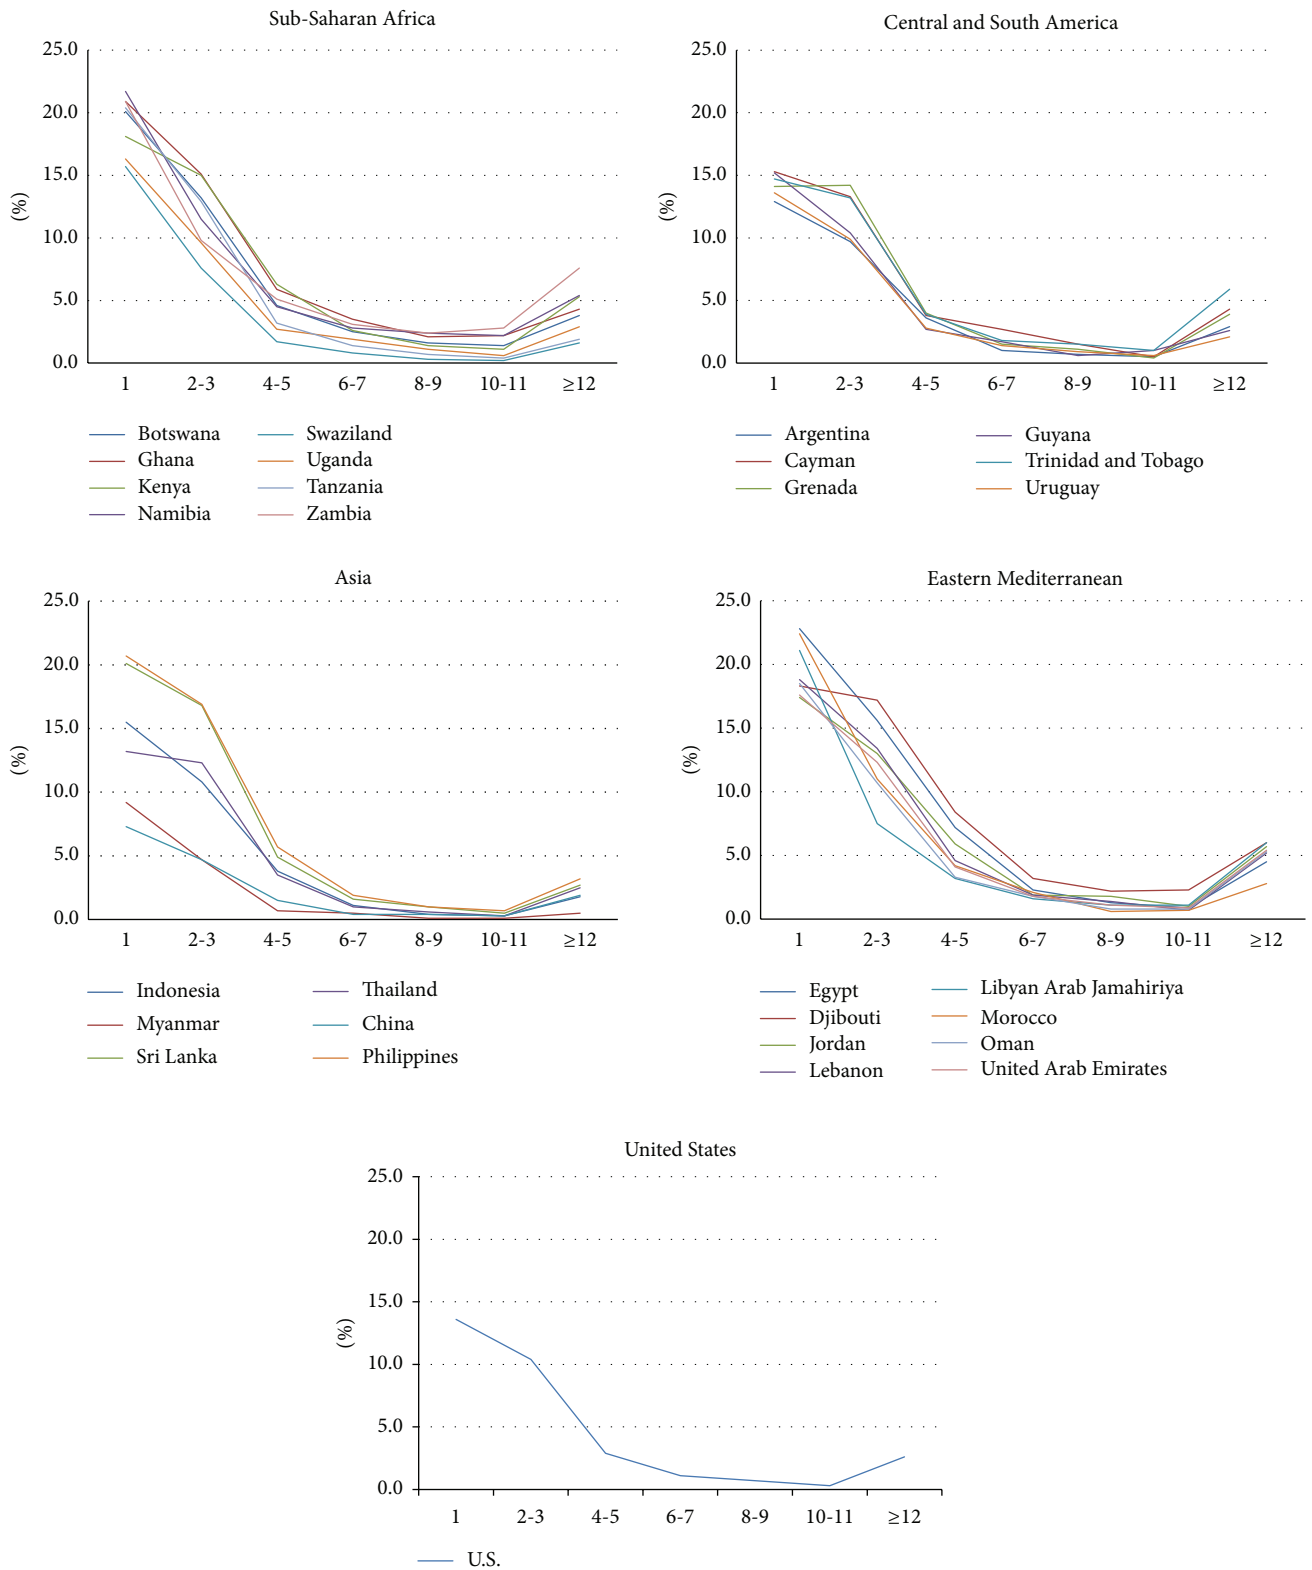 Sub-Saharan Africa
25.0
20.0
15.0
10.0
5.0
0.0
(%)
1 2-3 4-5 6-7 8-9 10-11 ≥12
Botswana Swaziland
Ghana Uganda
Kenya Tanzania
Namibia Zambia
Central and South America
25.0
20.0
15.0
10.0
5.0
0.0
(%)
1 2-3 4-5 6-7 8-9 10-11 ≥12
Argentina Guyana
Cayman Trinidad and Tobago
Grenada Uruguay
Asia
25.0
20.0
15.0
10.0
5.0
0.0
(%)
1 2-3 4-5 6-7 8-9 10-11 ≥12
Indonesia Thailand
Myanmar China
Sri Lanka Philippines
Eastern Mediterranean
25.0
20.0
15.0
10.0
5.0
0.0
(%)
1 2-3 4-5 6-7 8-9 10-11 ≥12
Egypt Libyan Arab Jamahiriya
Djibouti Morocco
Jordan Oman
Lebanon United Arab Emirates
United States
25.0
20.0
15.0
10.0
5.0
0.0
(%)
1 2-3 4-5 6-7 8-9 10-11 ≥12
U.S.